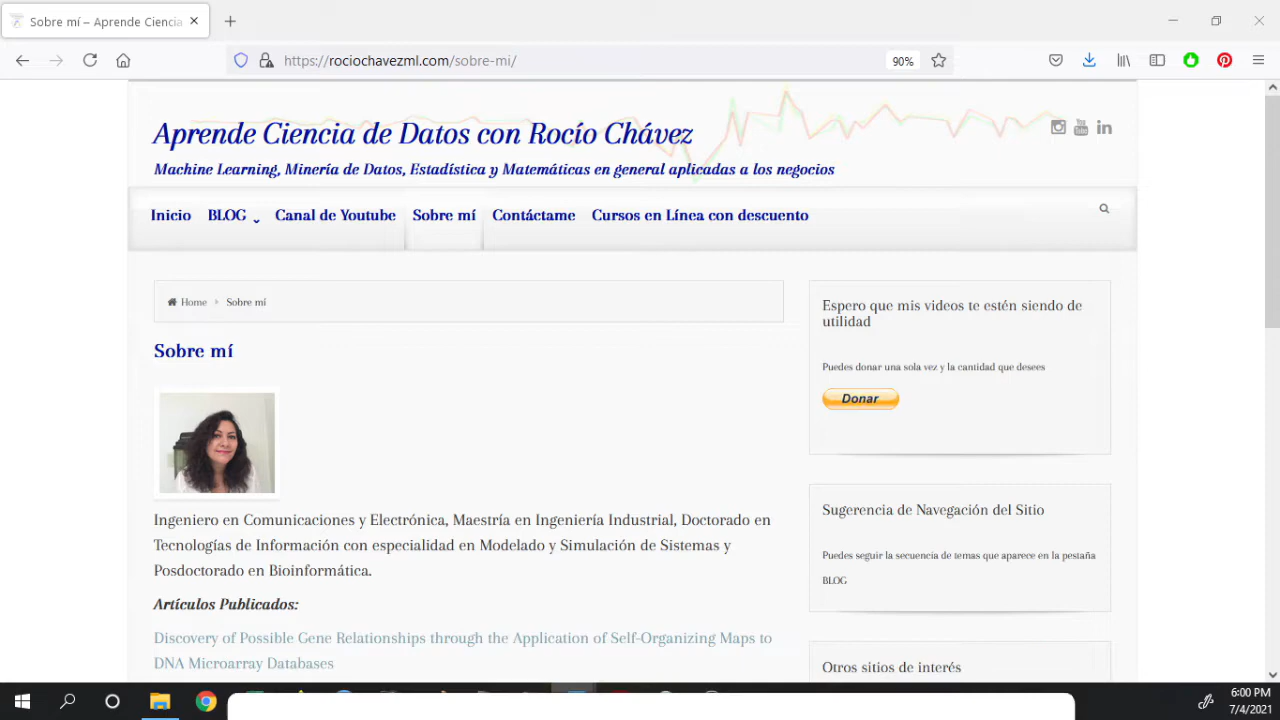 Sobre mí – Aprende Ciencia
https://rociochavezml.com/sobre-mi/
90%
Aprende Ciencia de Datos con Rocío Chávez
Machine Learning, Minería de Datos, Estadística y Matemáticas en general aplicadas a los negocios
Inicio BLOG Canal de Youtube Sobre mí Contáctame Cursos en Línea con descuento
Home Sobre mí
Sobre mí
Ingeniero en Comunicaciones y Electrónica, Maestría en Ingeniería Industrial, Doctorado en
Tecnologías de Información con especialidad en Modelado y Simulación de Sistemas y
Posdoctorado en Bioinformática.
Artículos Publicados:
Discovery of Possible Gene Relationships through the Application of Self-Organizing Maps to
DNA Microarray Databases
Espero que mis videos te estén siendo de
utilidad
Puedes donar una sola vez y la cantidad que desees
Donar
Sugerencia de Navegación del Sitio
Puedes seguir la secuencia de temas que aparece en la pestaña
BLOG
Otros sitios de interés
6:00 PM
7/4/2021